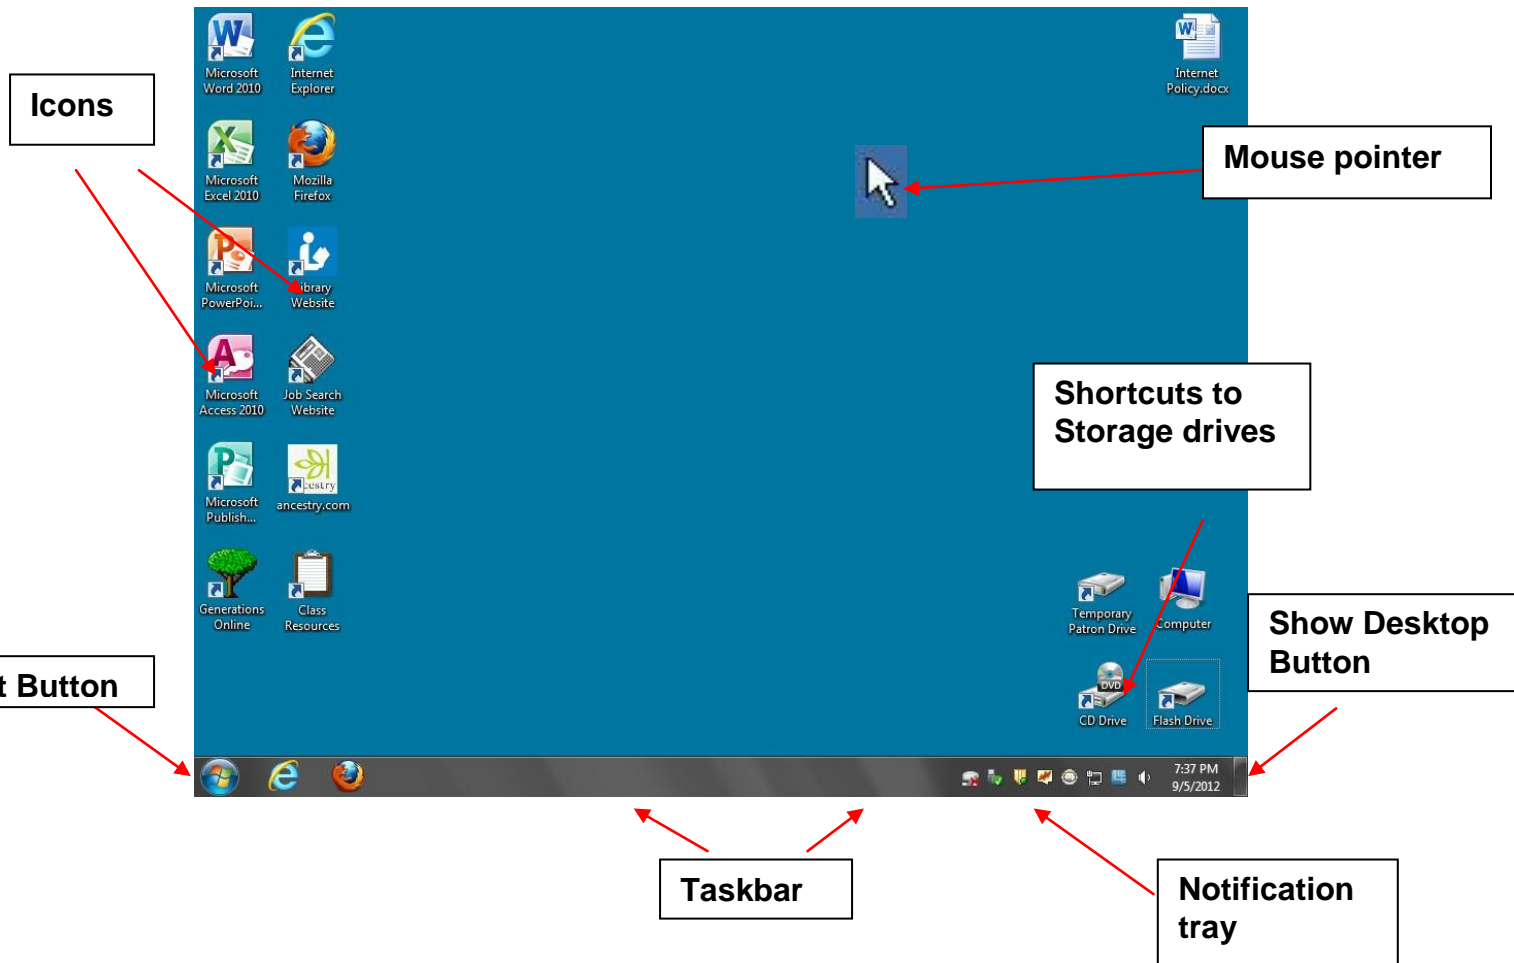 Microsoft
Word 2010
Internet
Explorer
Internet
Policy.docx
Icons
Microsoft
Excel 2010
Mozilla
Firefox
Mouse pointer
Microsoft
PowerPoi...
Library
Website
Microsoft
Access 2010
Job Search
Website
Shortcuts to
Storage drives
Microsoft
Publish...
ancestry.com
Generations
Online
Class
Resources
Temporary
Patron Drive
Computer
Show Desktop
Button
t Button
DVD
CD Drive
Flash Drive
7:37 PM
9/5/2012
Taskbar
Notification
tray